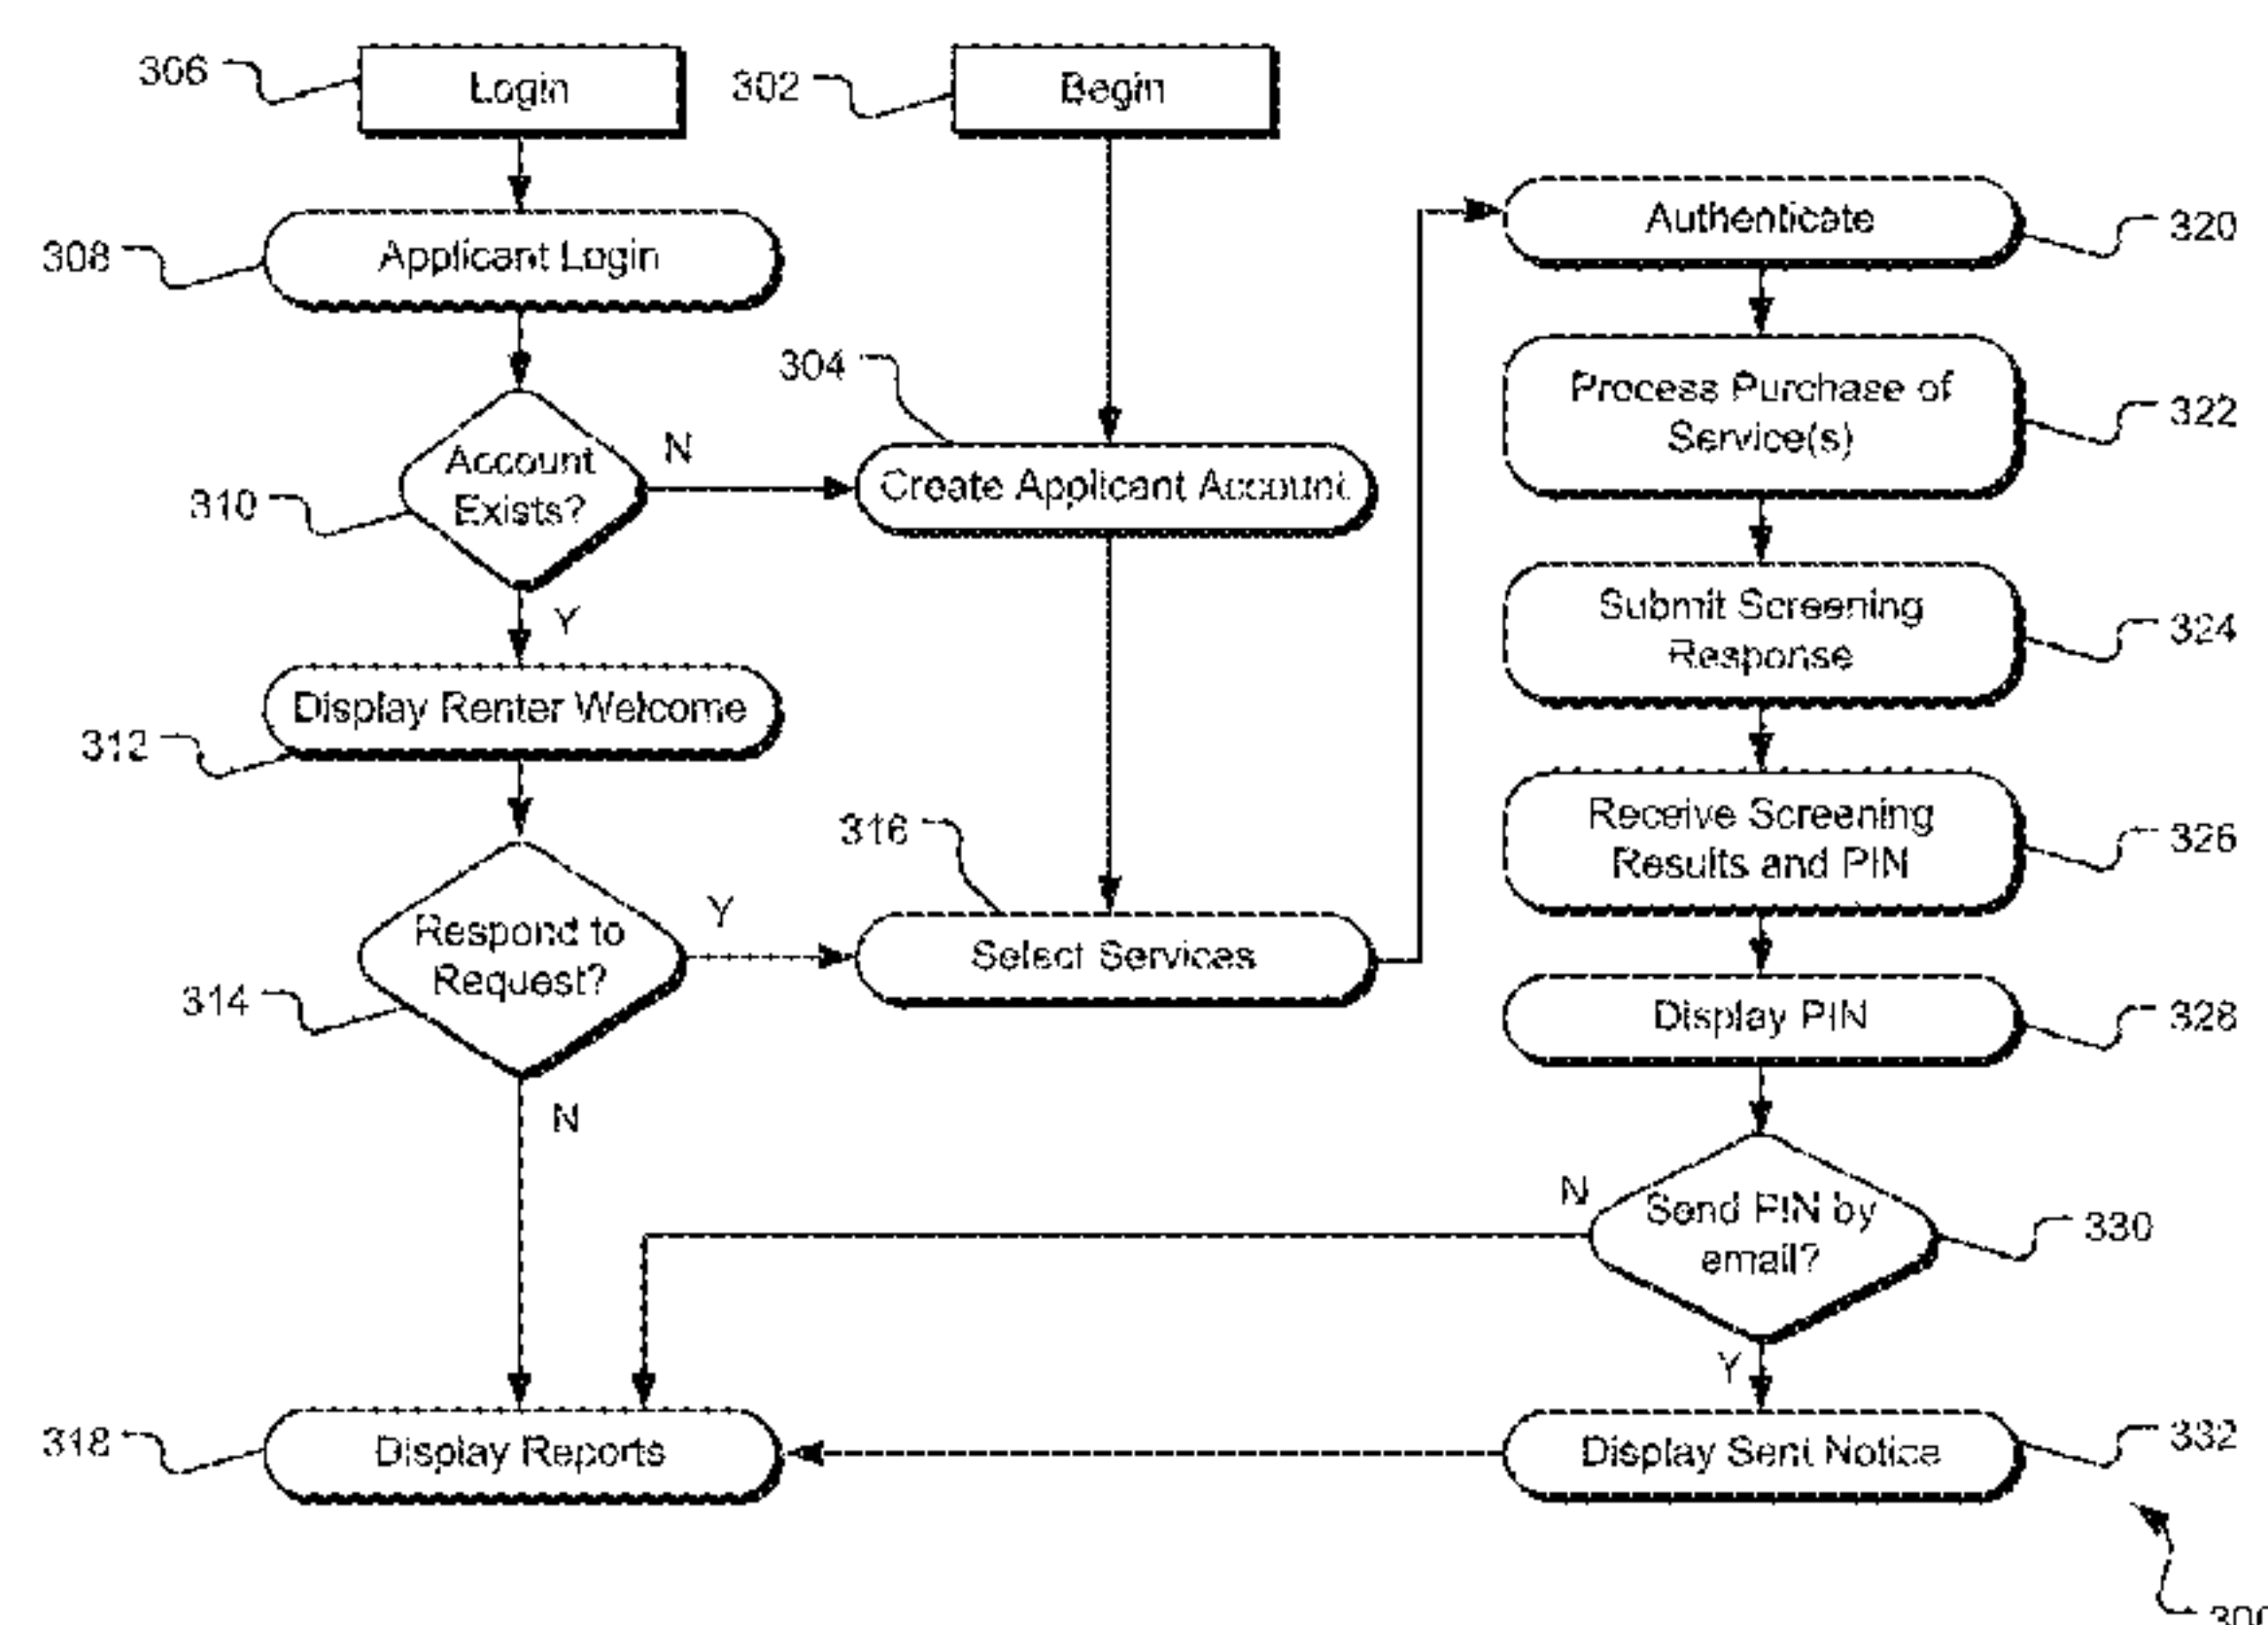 306
Login
302
Begin
308
Applicant Login
Authenticate
320
304
Process Purchase of
Service(s)
322
310
Account
Exists?
N
Create Applicant Account
Y
Submit Screening
Response
324
312
Display Renter Welcome
316
Receive Screening
Results and PIN
326
314
Respond to
Request?
Y
Select Services
N
Display PIN
328
N
Send PIN by
email?
330
Y
318
Display Reports
Display Sent Notice
332
300